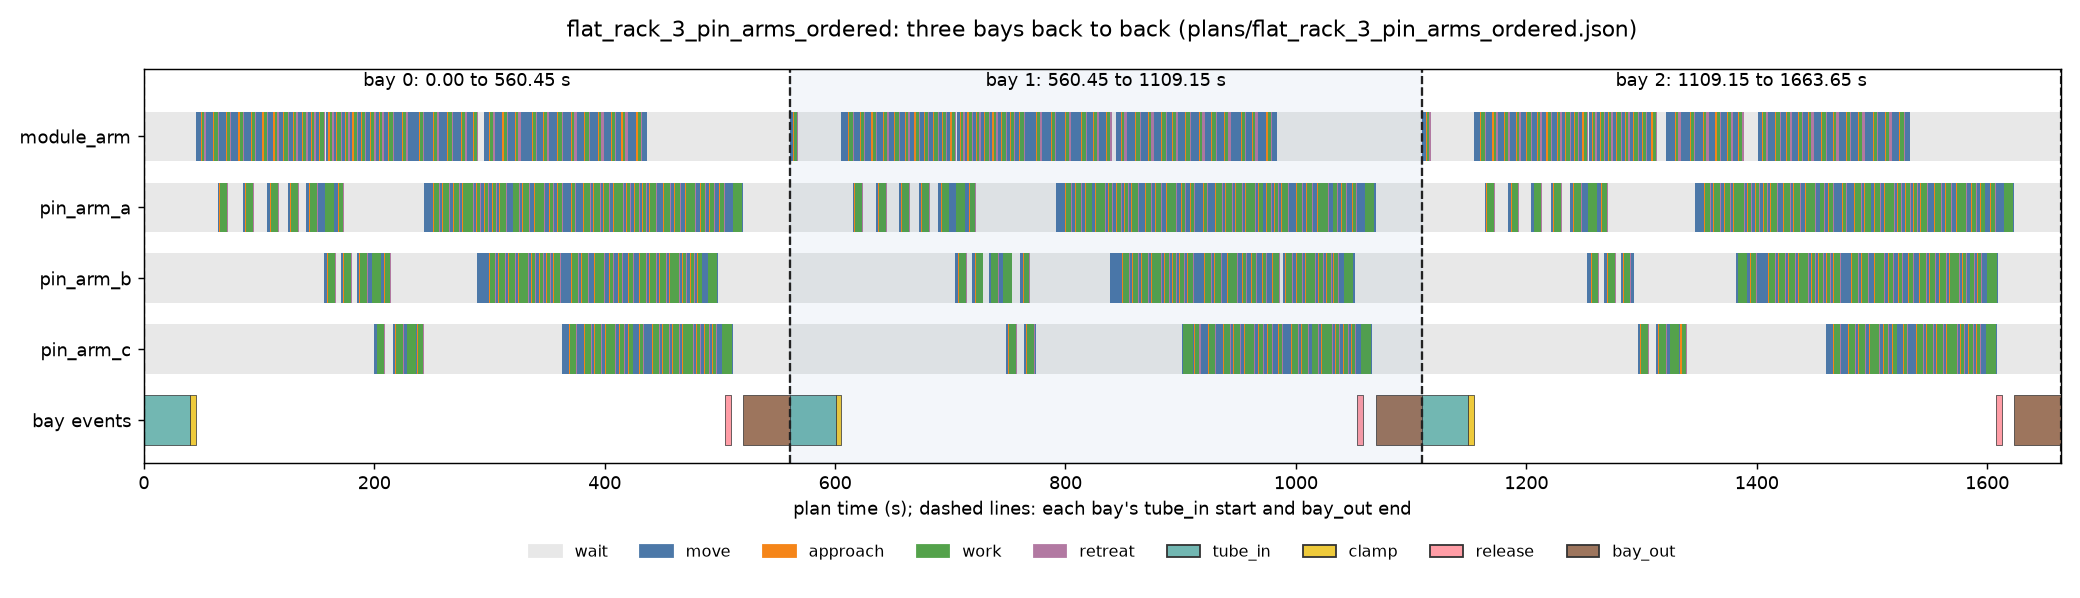 flat_rack_3_pin_arms_ordered: three bays back to back (plans/flat_rack_3_pin_arms_ordered.json)
bay 0: 0.00 to 560.45 s
bay 1: 560.45 to 1109.15 s
bay 2: 1109.15 to 1663.65 s
module_arm
pin_arm_a
pin_arm_b
pin_arm_c
bay events
0 200 400 600 800 1000 1200 1400 1600
plan time (s); dashed lines: each bay's tube_in start and bay_out end
wait move approach work retreat tube_in clamp release bay_out